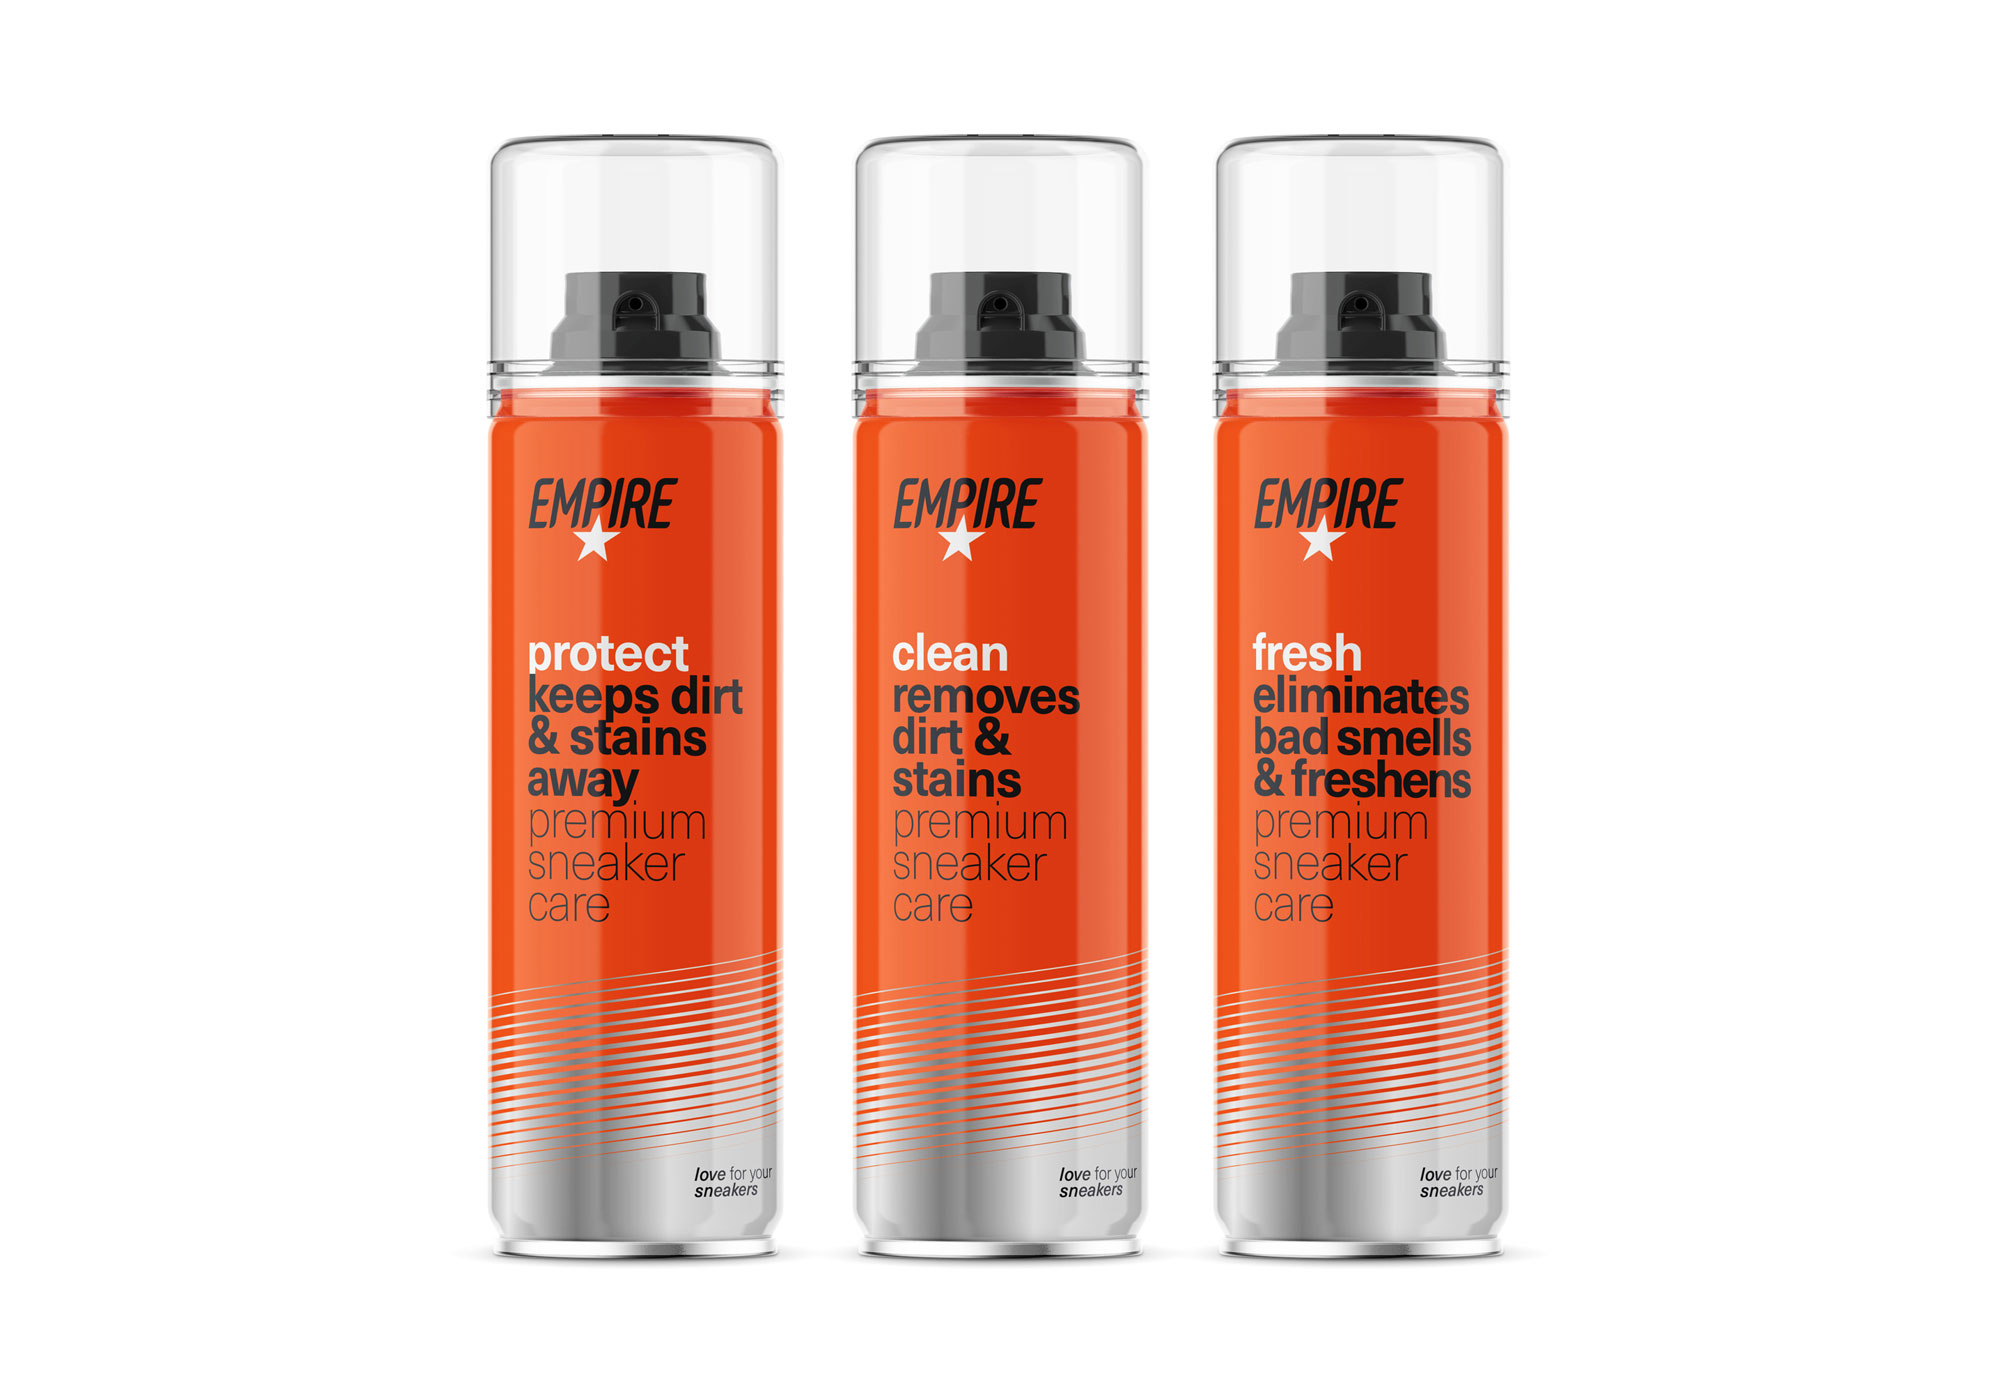 EMPIRE
protect
keeps dirt
& stains
away
premium
sneaker
care
love for your
sneakers
EMPIRE
clean
removes
dirt &
stains
premium
sneaker
care
love for your
sneakers
EMPIRE
fresh
eliminates
bad smells
& freshens
premium
sneaker
care
love for your
sneakers